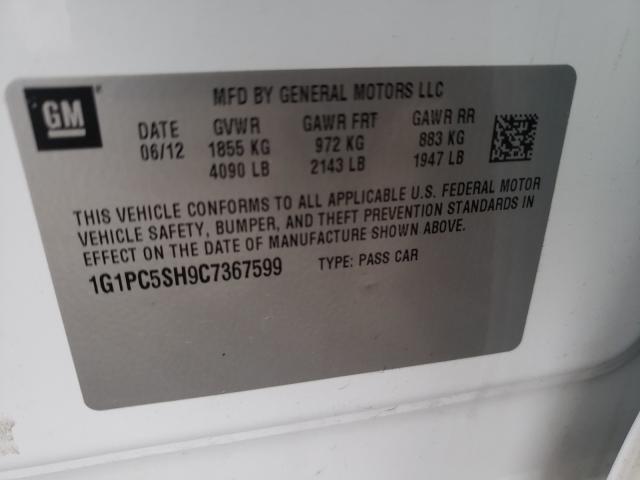 GM
MFD BY GENERAL MOTORS LLC
DATE GVWR GAWR FRT GAWR RR
06/12 1855 KG 972 KG 883 KG
4090 LB 2143 LB 1947 LB
THIS VEHICLE CONFORMS TO ALL APPLICABLE U.S. FEDERAL MOTOR
VEHICLE SAFETY, BUMPER, AND THEFT PREVENTION STANDARDS IN
EFFECT ON THE DATE OF MANUFACTURE SHOWN ABOVE.
1G1PC5SH9C7367599 TYPE: PASS CAR